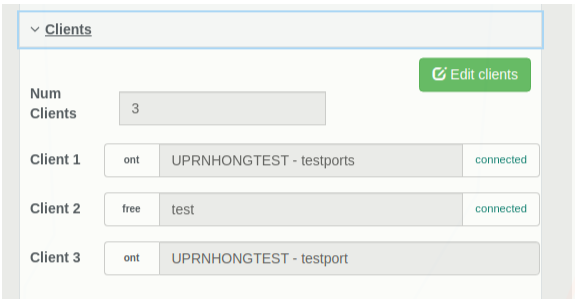 Clients
Edit clients
Num
Clients
3
Client 1 ont UPRNHONGTEST - testports connected
Client 2 free test connected
Client 3 ont UPRNHONGTEST - testport